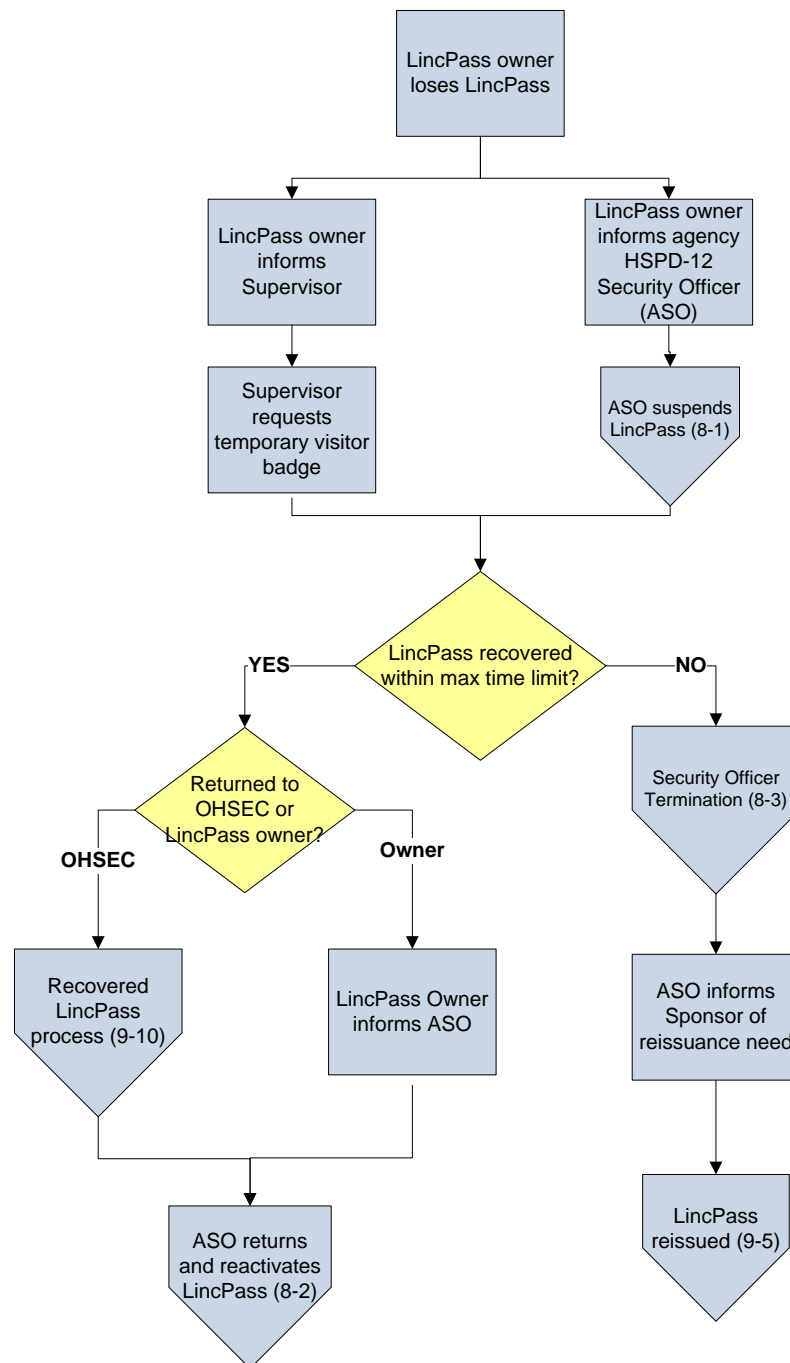 LincPass owner
loses LincPass
LincPass owner
informs
Supervisor
LincPass owner
informs agency
HSPD-12
Security Officer
(ASO)
Supervisor
requests
temporary visitor
badge
ASO suspends
LincPass (8-1)
LincPass recovered
within max time limit?
YES
NO
Returned to
OHSEC or
LincPass owner?
OHSEC
Owner
Security Officer
Termination (8-3)
Recovered
LincPass
process (9-10)
LincPass Owner
informs ASO
ASO informs
Sponsor of
reissuance need
ASO returns
and reactivates
LincPass (8-2)
LincPass
reissued (9-5)